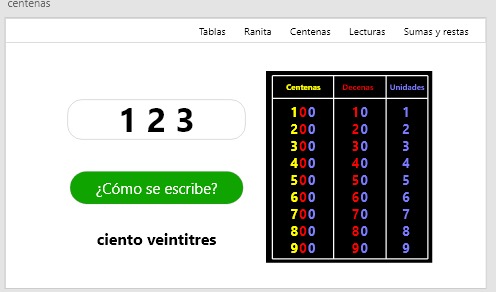 centenas
Tablas Ranita Centenas Lecturas Sumas y restas
1 2 3
¿Cómo se escribe?
ciento veintitres
Centenas Decenas Unidades
100 10 1
200 20 2
300 30 3
400 40 4
500 50 5
600 60 6
700 70 7
800 80 8
900 90 9